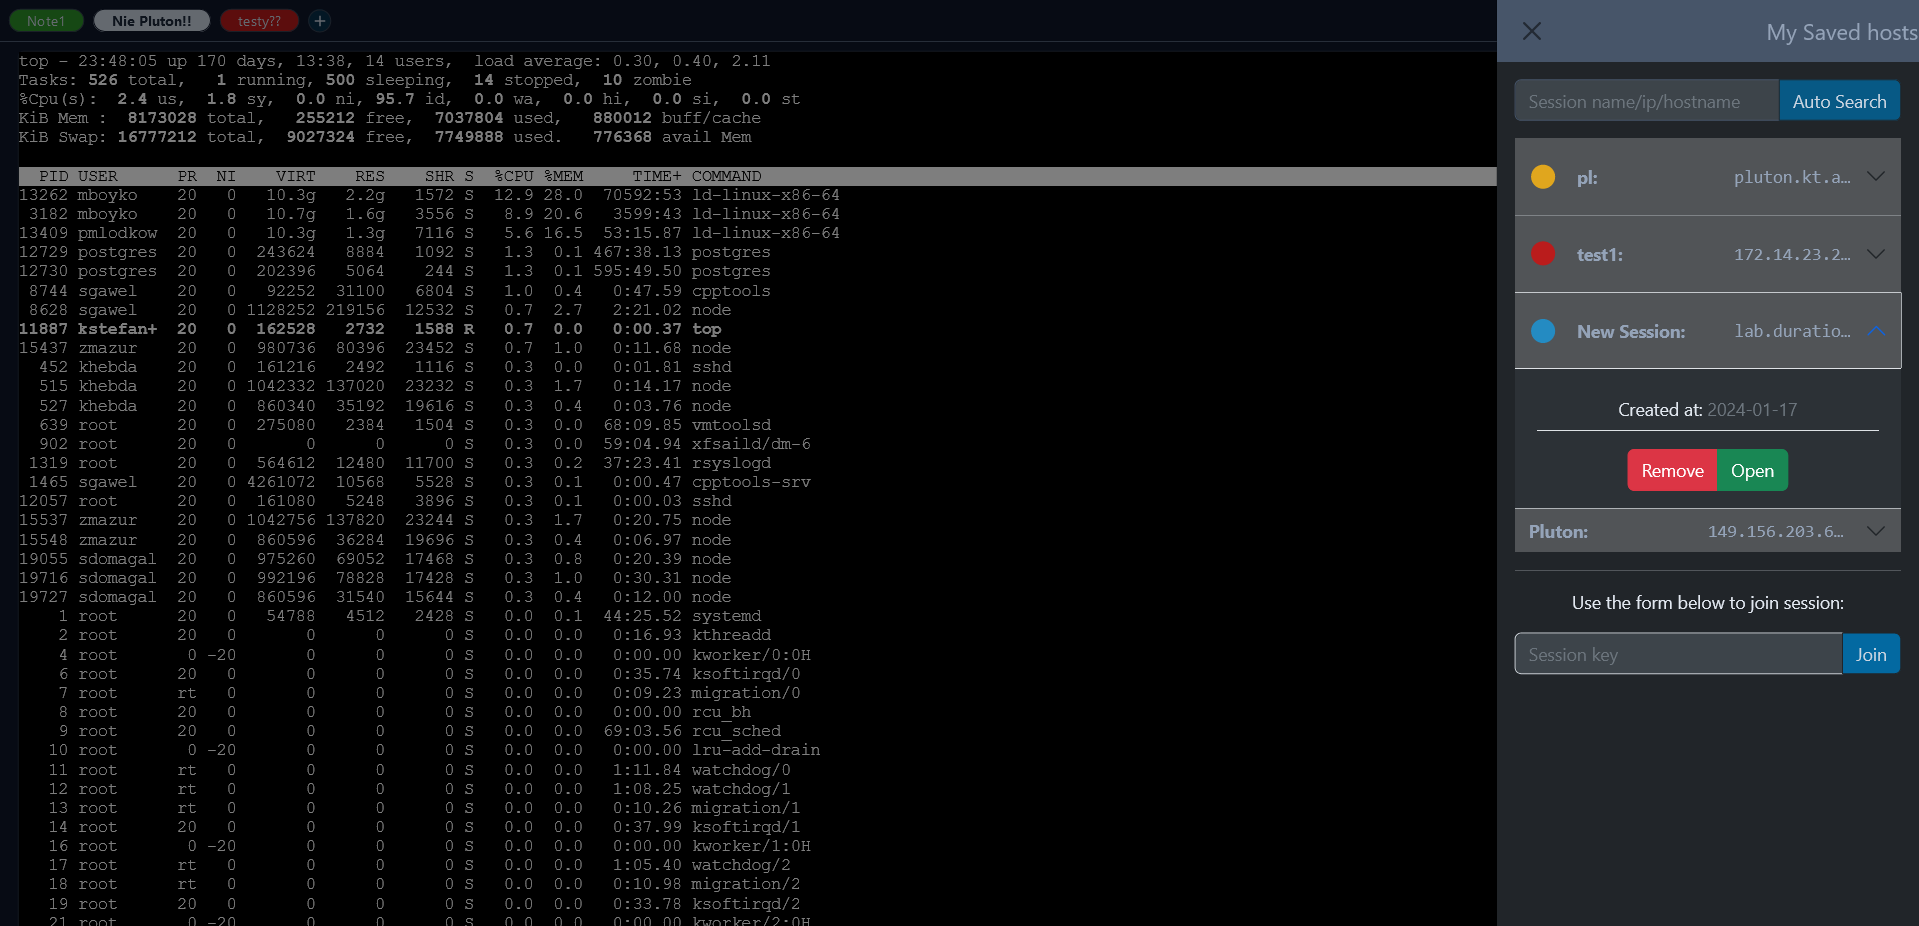 Note1 Nie Pluton!! testy?? +
top - 23:48:05 up 170 days, 13:38, 14 users,  load average: 0.30, 0.40, 2.11
Tasks: 526 total,   1 running, 500 sleeping,  14 stopped,  10 zombie
%Cpu(s):  2.4 us,  1.8 sy,  0.0 ni, 95.7 id,  0.0 wa,  0.0 hi,  0.0 si,  0.0 st
KiB Mem :  8173028 total,   255212 free,  7037804 used,   880012 buff/cache
KiB Swap: 16777212 total,  9027324 free,  7749888 used.   776368 avail Mem
PID USER PR NI VIRT RES SHR S %CPU %MEM TIME+ COMMAND
13262 mboyko 20 0 10.3g 2.2g 1572 S 12.9 28.0 70592:53 ld-linux-x86-64
3182 mboyko 20 0 10.7g 1.6g 3556 S 8.9 20.6 3599:43 ld-linux-x86-64
13409 pmlodkow 20 0 10.3g 1.3g 7116 S 5.6 16.5 53:15.87 ld-linux-x86-64
12729 postgres 20 0 243624 8884 1092 S 1.3 0.1 467:38.13 postgres
12730 postgres 20 0 202396 5064 244 S 1.3 0.1 595:49.50 postgres
8744 sgawel 20 0 92252 31100 6804 S 1.0 0.4 0:47.59 cpptools
8628 sgawel 20 0 1128252 219156 12532 S 0.7 2.7 2:21.02 node
11887 kstefan+ 20 0 162528 2732 1588 R 0.7 0.0 0:00.37 top
15437 zmazur 20 0 980736 80396 23452 S 0.7 1.0 0:11.68 node
452 khebda 20 0 161216 2492 1116 S 0.3 0.0 0:01.81 sshd
515 khebda 20 0 1042332 137020 23232 S 0.3 1.7 0:14.17 node
527 khebda 20 0 860340 35192 19616 S 0.3 0.4 0:03.76 node
639 root 20 0 275080 2384 1504 S 0.3 0.0 68:09.85 vmtoolsd
902 root 20 0 0 0 0 S 0.3 0.0 59:04.94 xfsaild/dm-6
1319 root 20 0 564612 12480 11700 S 0.3 0.2 37:23.41 rsyslogd
1465 sgawel 20 0 4261072 10568 5528 S 0.3 0.1 0:00.47 cpptools-srv
12057 root 20 0 161080 5248 3896 S 0.3 0.1 0:00.03 sshd
15537 zmazur 20 0 1042756 137820 23244 S 0.3 1.7 0:20.75 node
15548 zmazur 20 0 860596 36284 19696 S 0.3 0.4 0:06.97 node
19055 sdomagal 20 0 975260 69052 17468 S 0.3 0.8 0:20.39 node
19716 sdomagal 20 0 992196 78828 17428 S 0.3 1.0 0:30.31 node
19727 sdomagal 20 0 860596 31540 15644 S 0.3 0.4 0:12.00 node
1 root 20 0 54788 4512 2428 S 0.0 0.1 44:25.52 systemd
2 root 20 0 0 0 0 S 0.0 0.0 0:16.93 kthreadd
4 root 0 -20 0 0 0 S 0.0 0.0 0:00.00 kworker/0:0H
6 root 20 0 0 0 0 S 0.0 0.0 0:35.74 ksoftirqd/0
7 root rt 0 0 0 0 S 0.0 0.0 0:09.23 migration/0
8 root 20 0 0 0 0 S 0.0 0.0 0:00.00 rcu_bh
9 root 20 0 0 0 0 S 0.0 0.0 69:03.56 rcu_sched
10 root 0 -20 0 0 0 S 0.0 0.0 0:00.00 lru-add-drain
11 root rt 0 0 0 0 S 0.0 0.0 1:11.84 watchdog/0
12 root rt 0 0 0 0 S 0.0 0.0 1:08.25 watchdog/1
13 root rt 0 0 0 0 S 0.0 0.0 0:10.26 migration/1
14 root 20 0 0 0 0 S 0.0 0.0 0:37.99 ksoftirqd/1
16 root 0 -20 0 0 0 S 0.0 0.0 0:00.00 kworker/1:0H
17 root rt 0 0 0 0 S 0.0 0.0 1:05.40 watchdog/2
18 root rt 0 0 0 0 S 0.0 0.0 0:10.98 migration/2
19 root 20 0 0 0 0 S 0.0 0.0 0:33.78 ksoftirqd/2
21 root 0 -20 0 0 0 S 0.0 0.0 0:00.00 kworker/2:0H
My Saved hosts
Session name/ip/hostname Auto Search
pl: pluton.kt.a...
test1: 172.14.23.2...
New Session: lab.duratio...
Created at: 2024-01-17
Remove Open
Pluton: 149.156.203.6...
Use the form below to join session:
Session key Join